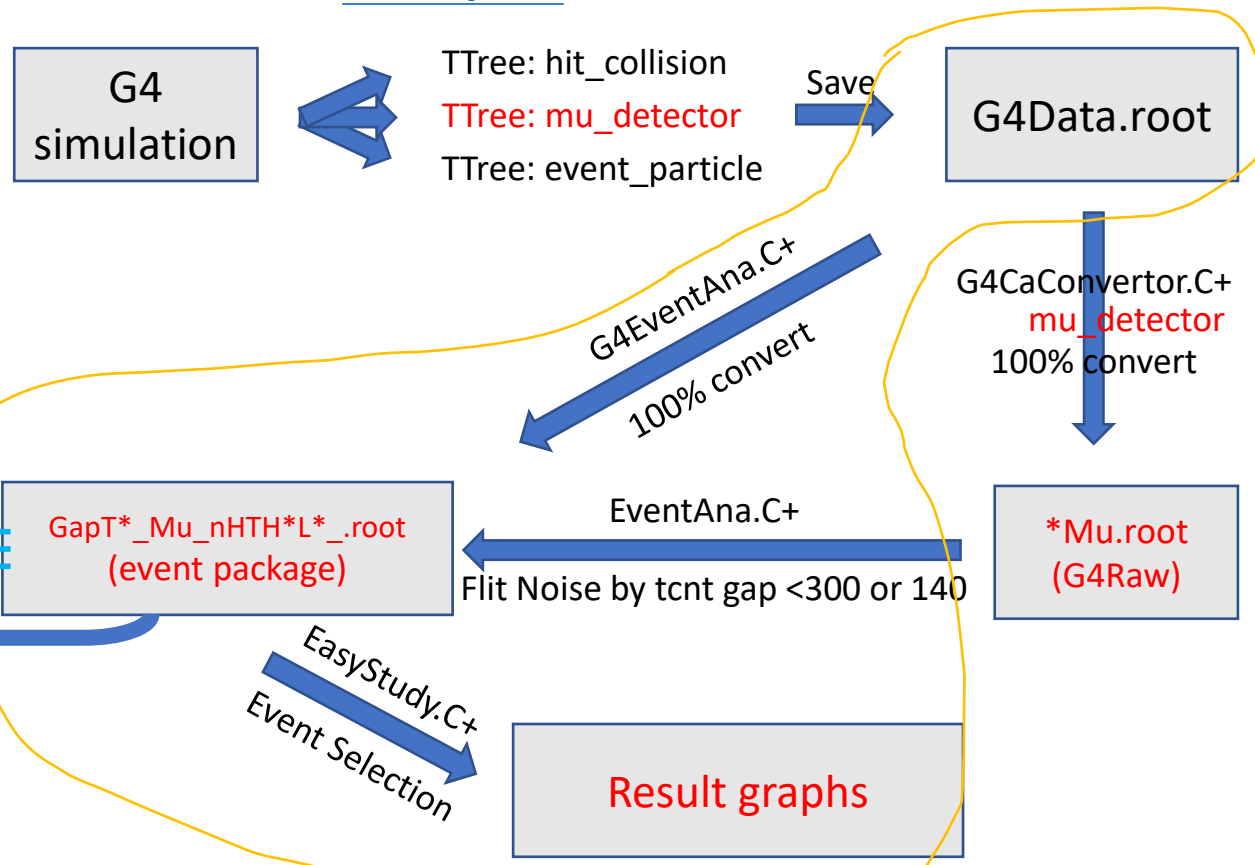 G4
simulation
TTree: hit_collision
TTree: mu_detector
TTree: event_particle
Save
G4Data.root
G4EventAna.C+
100% convert
G4CaConvertor.C+
mu_detector
100% convert
GapT*_Mu_nHTH*L*_.root
(event package)
EventAna.C+
Flit Noise by tcnt gap <300 or 140
*Mu.root
(G4Raw)
EasyStudy.C+
Event Selection
Result graphs